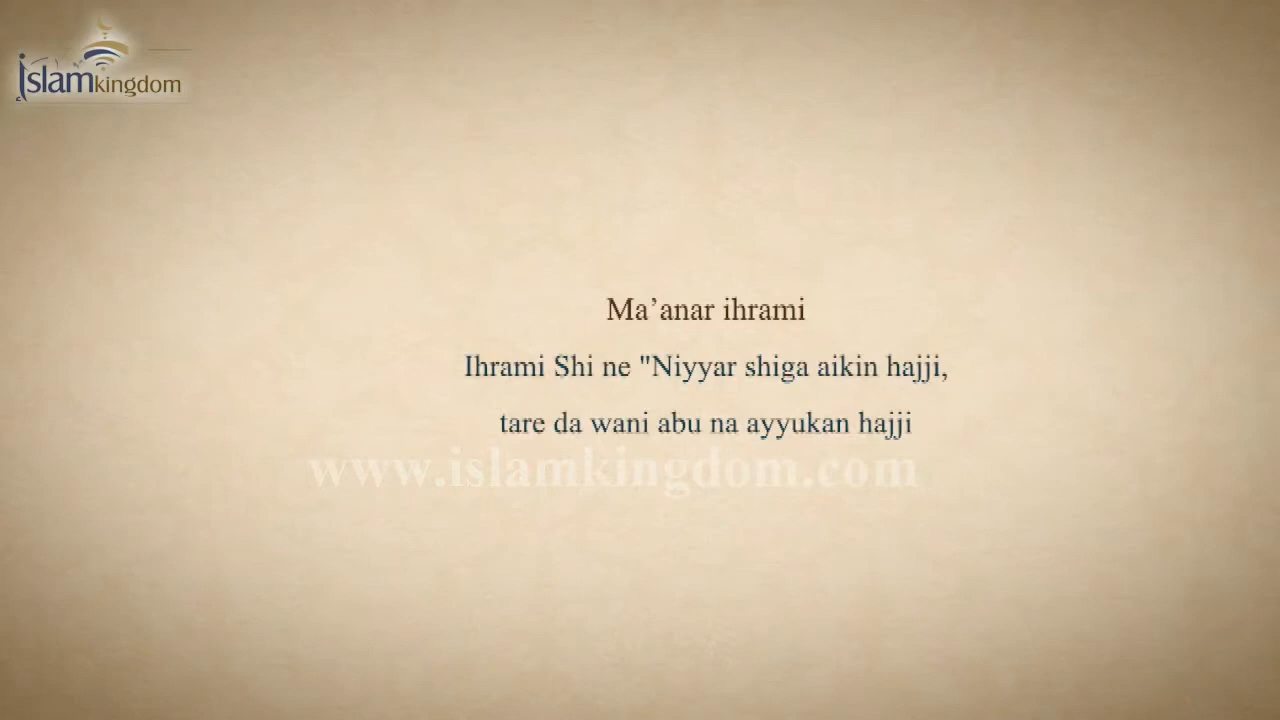 islamkingdom
Ma’anar ihrami
Ihrami Shi ne "Niyyar shiga aikin hajji,
tare da wani abu na ayyukan hajji
www.islamkingdom.com